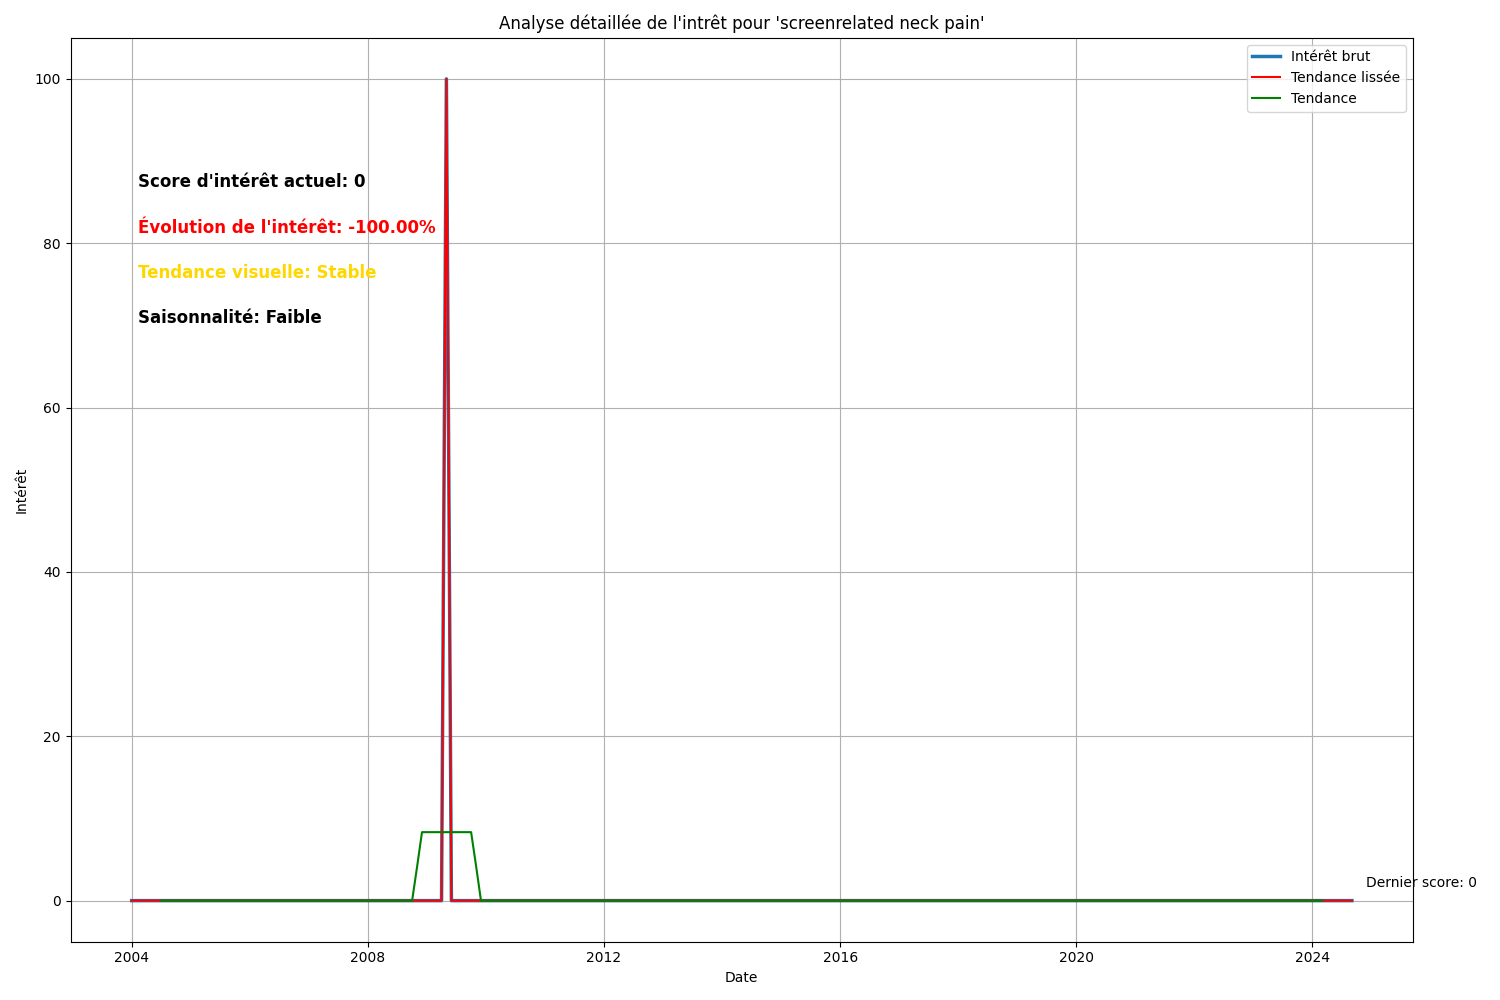 Analyse détaillée de l'intrêt pour 'screenrelated neck pain'
Intérêt brut
Tendance lissée
Tendance
100
80
60
40
20
0
Score d'intérêt actuel: 0
Évolution de l'intérêt: -100.00%
Tendance visuelle: Stable
Saisonnalité: Faible
Intérêt
Dernier score: 0
2004 2008 2012 2016 2020 2024
Date